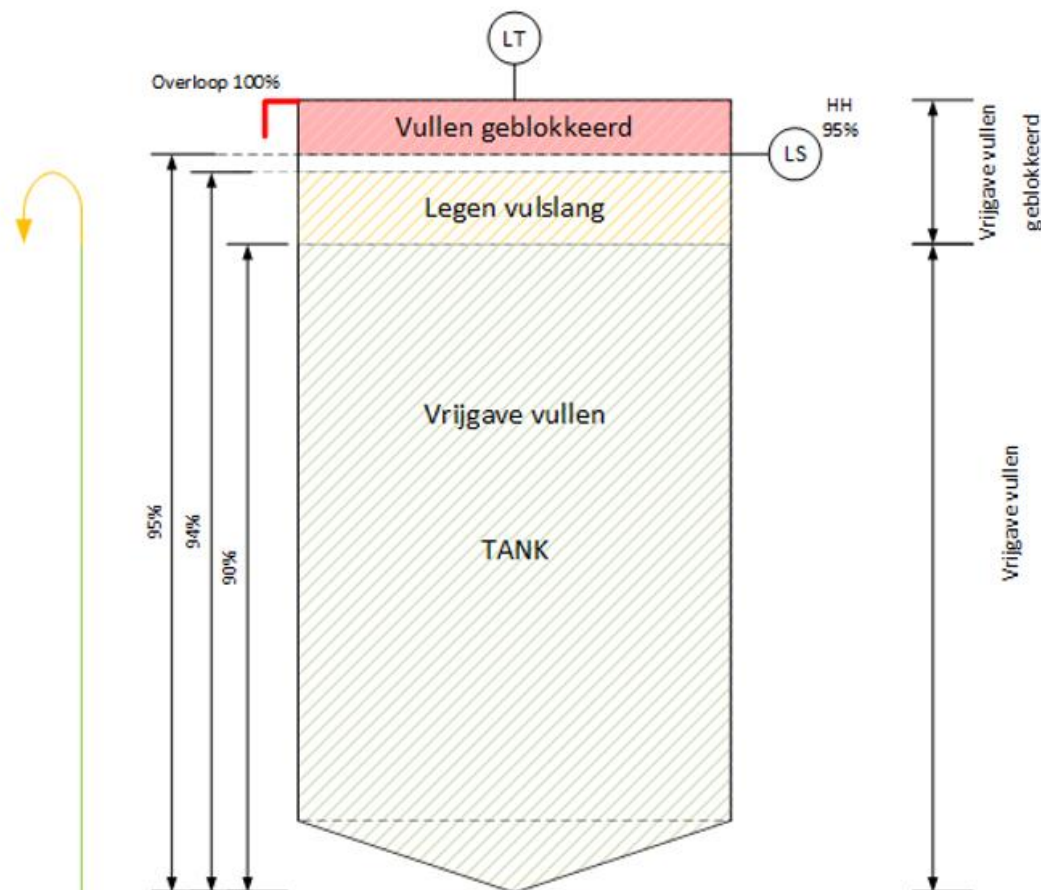 LT
Overloop 100%
Vullen geblokkeerd
HH
95%
LS
Legen vulslang
Vrijgave vullen
geblokkeerd
Vrijgave vullen
TANK
95%
94%
90%
Vrijgave vullen